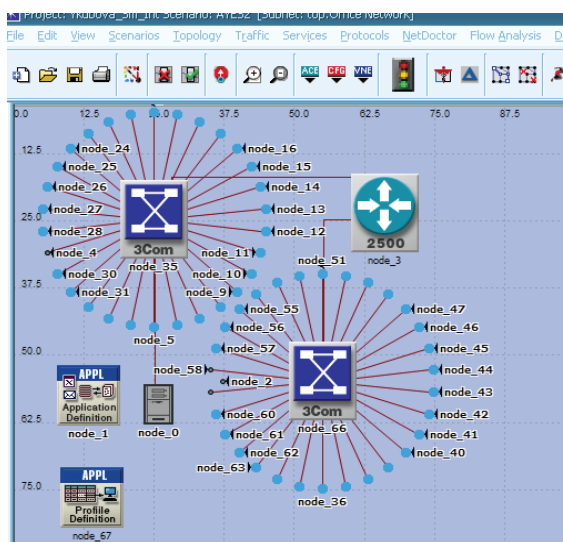 Project: Ykubova_Sm_Int Scenario: AYES2 [Subnet: top.Office Network]
File Edit View Scenarios Topology Traffic Services Protocols NetDoctor Flow Analysis D
ACE CFG VNE
0.0 12.5 25.0 37.5 50.0 62.5 75.0 87.5
12.5
node_24
node_16
node_25
node_15
node_26
node_14
node_27
node_13
25.0
node_28
node_12
3Com
2500
node_4
node_11
node_35
node_51
node_3
node_30
node_10
37.5
node_31
node_9
node_55
node_47
node_5
node_56
node_46
50.0
node_57
node_45
node_58
node_44
node_2
node_43
APPL
Application
Definition
3Com
node_60
node_42
62.5
node_1
node_0
node_66
node_61
node_41
node_62
node_40
node_63
APPL
75.0
node_36
Profiile
Definition
node_67